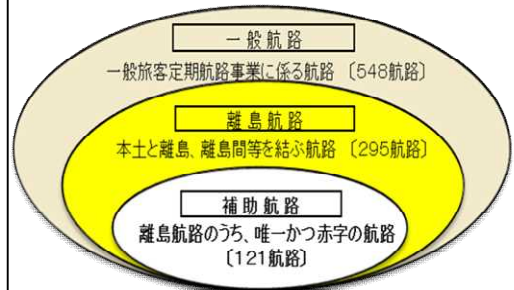 一般航路
一般旅客定期航路事業に係る航路 〔548航路〕
離島航路
本土と離島、離島間等を結ぶ航路 〔295航路〕
補助航路
離島航路のうち、唯一かつ赤字の航路
〔121航路〕